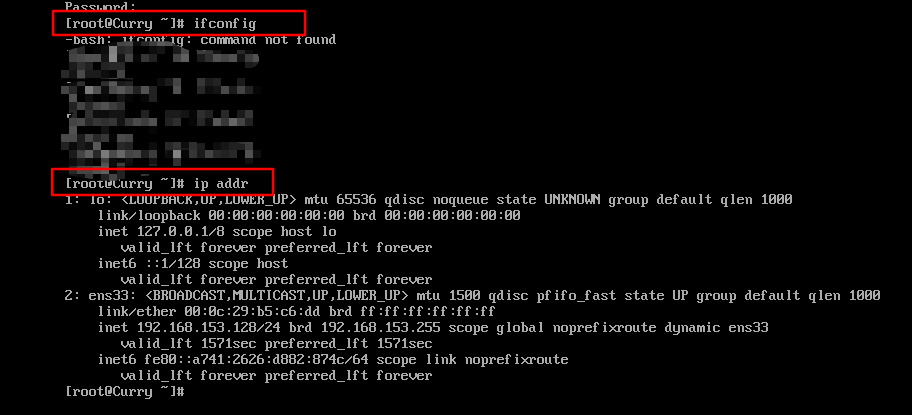 Password:
[root@Curry ~]# ifconfig
-bash: ifconfig: command not found
[root@Curry ~]# ip addr
1: lo: <LOOPBACK,UP,LOWER_UP> mtu 65536 qdisc noqueue state UNKNOWN group default qlen 1000
    link/loopback 00:00:00:00:00:00 brd 00:00:00:00:00:00
    inet 127.0.0.1/8 scope host lo
       valid_lft forever preferred_lft forever
    inet6 ::1/128 scope host
       valid_lft forever preferred_lft forever
2: ens33: <BROADCAST,MULTICAST,UP,LOWER_UP> mtu 1500 qdisc pfifo_fast state UP group default qlen 1000
    link/ether 00:0c:29:b5:c6:dd brd ff:ff:ff:ff:ff:ff
    inet 192.168.153.128/24 brd 192.168.153.255 scope global noprefixroute dynamic ens33
       valid_lft 1571sec preferred_lft 1571sec
    inet6 fe80::a741:2626:d882:874c/64 scope link noprefixroute
       valid_lft forever preferred_lft forever
[root@Curry ~]#